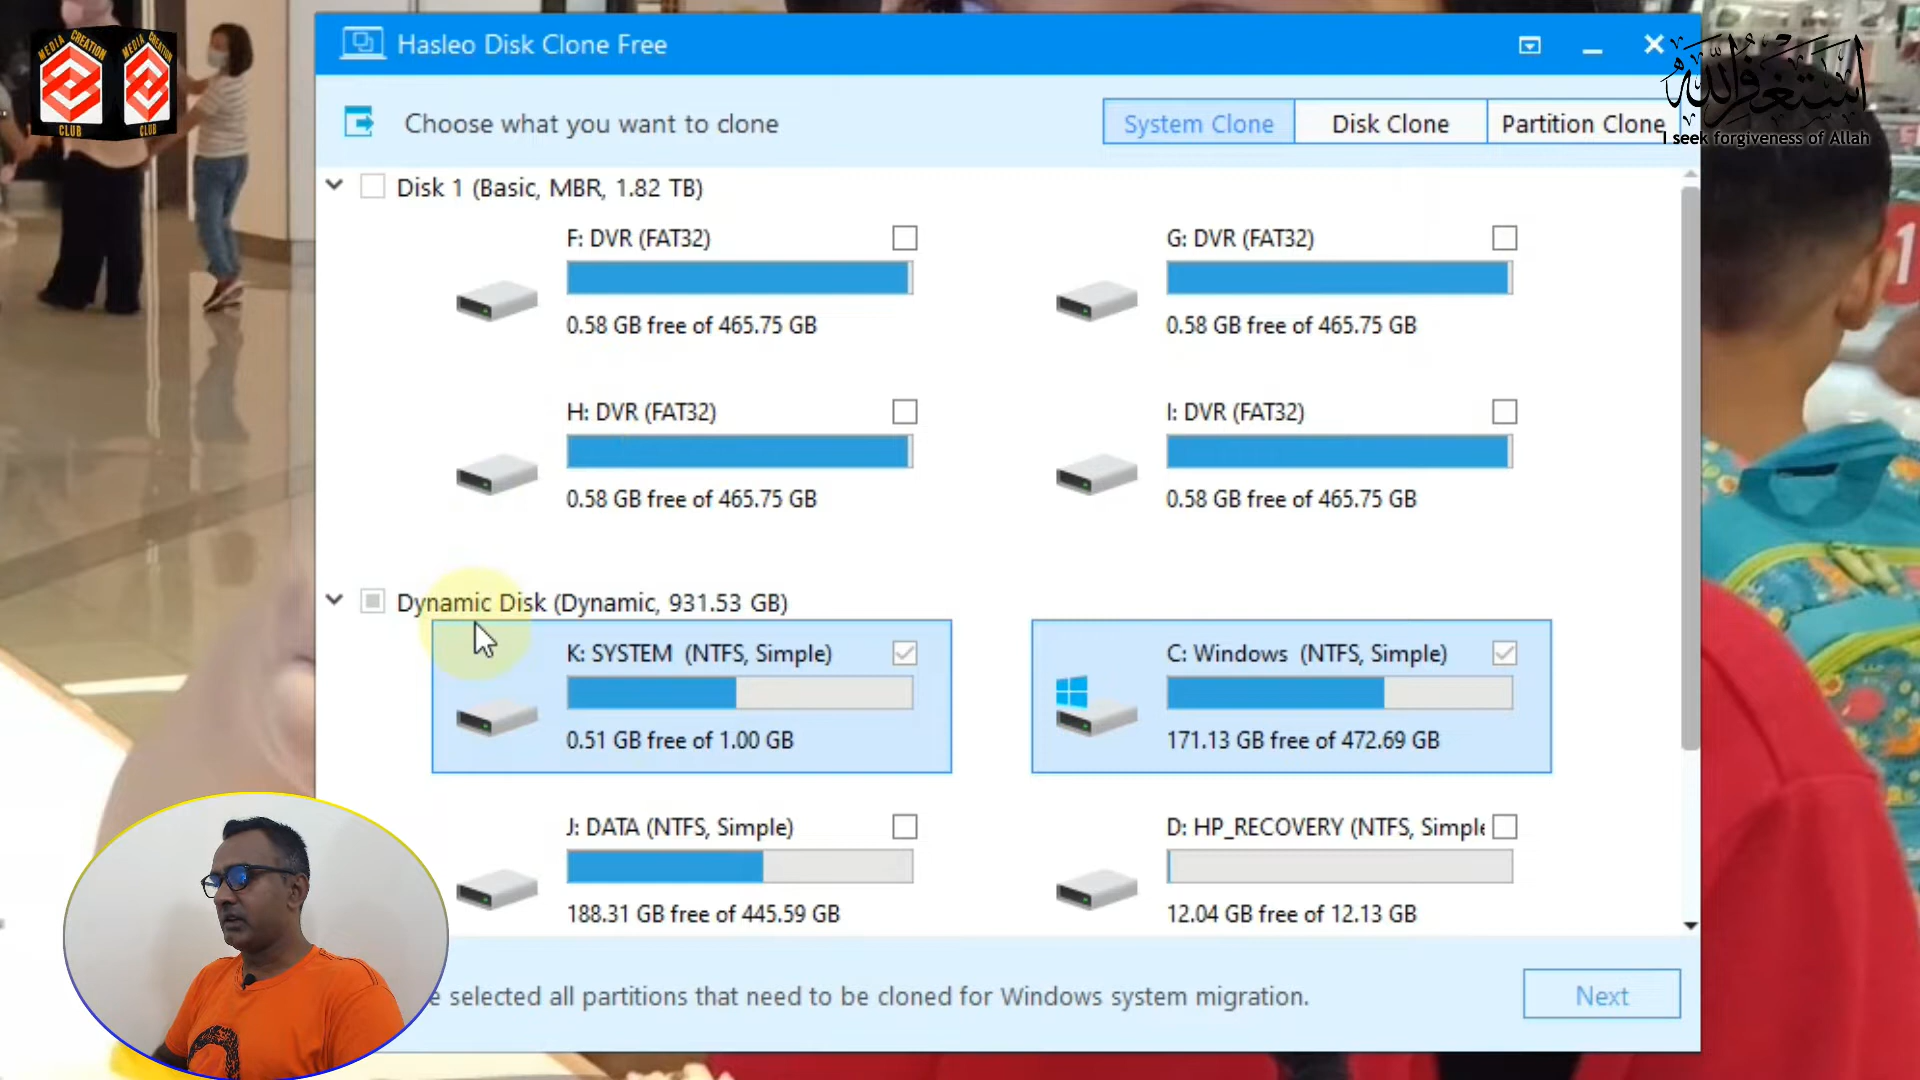 MEDIA CREATION
CLUB
MEDIA CREATION
CLUB
Hasleo Disk Clone Free
أستغفر الله
I seek forgiveness of Allah
Choose what you want to clone
System Clone
Disk Clone
Partition Clone
Disk 1 (Basic, MBR, 1.82 TB)
F: DVR (FAT32)
0.58 GB free of 465.75 GB
G: DVR (FAT32)
0.58 GB free of 465.75 GB
H: DVR (FAT32)
0.58 GB free of 465.75 GB
I: DVR (FAT32)
0.58 GB free of 465.75 GB
Dynamic Disk (Dynamic, 931.53 GB)
K: SYSTEM (NTFS, Simple)
0.51 GB free of 1.00 GB
C: Windows (NTFS, Simple)
171.13 GB free of 472.69 GB
J: DATA (NTFS, Simple)
188.31 GB free of 445.59 GB
D: HP_RECOVERY (NTFS, Simple
12.04 GB free of 12.13 GB
selected all partitions that need to be cloned for Windows system migration.
Next
1